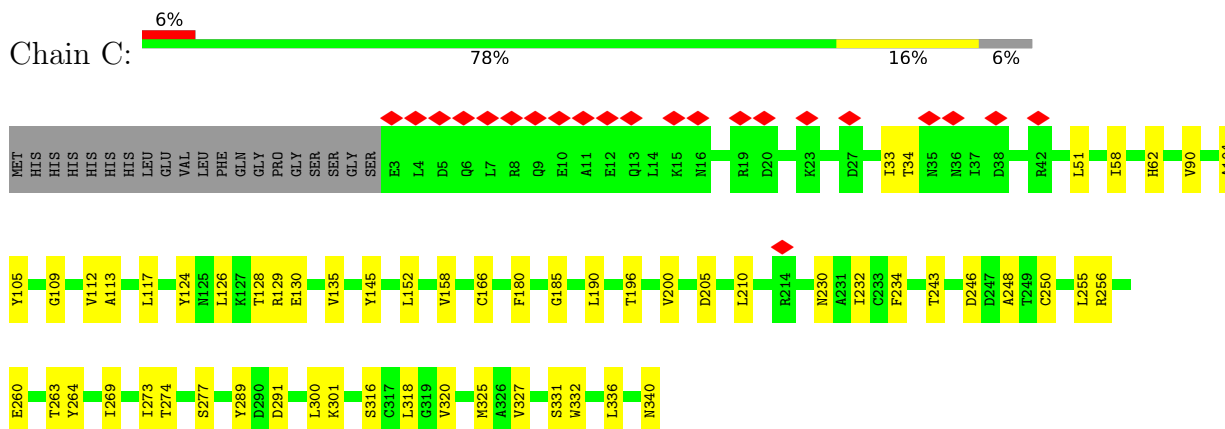 6%
Chain C:
78% 16% 6%
MET HIS HIS HIS HIS HIS HIS LEU GLU VAL LEU PHE GLN GLY PRO GLY SER SER GLY SER E3 L4 D5 Q6 L7 R8 Q9 E10 A11 E12 Q13 L14 K15 N16 R19 D20 K23 D27 I33 T34 N35 N36 I37 D38 R42 L51 I58 H62 V90 A104
Y105 G109 V112 A113 L117 Y124 N125 L126 K127 T128 R129 E130 V135 Y145 L152 V158 C166 F180 G185 L190 T196 V200 D205 L210 R214 N230 A231 I232 C233 F234 T243 D246 D247 A248 T249 C250 L255 R256
E260 T263 Y264 I269 I273 T274 S277 Y289 D290 D291 L300 K301 S316 C317 L318 G319 V320 M325 A326 V327 S331 W332 L336 N340